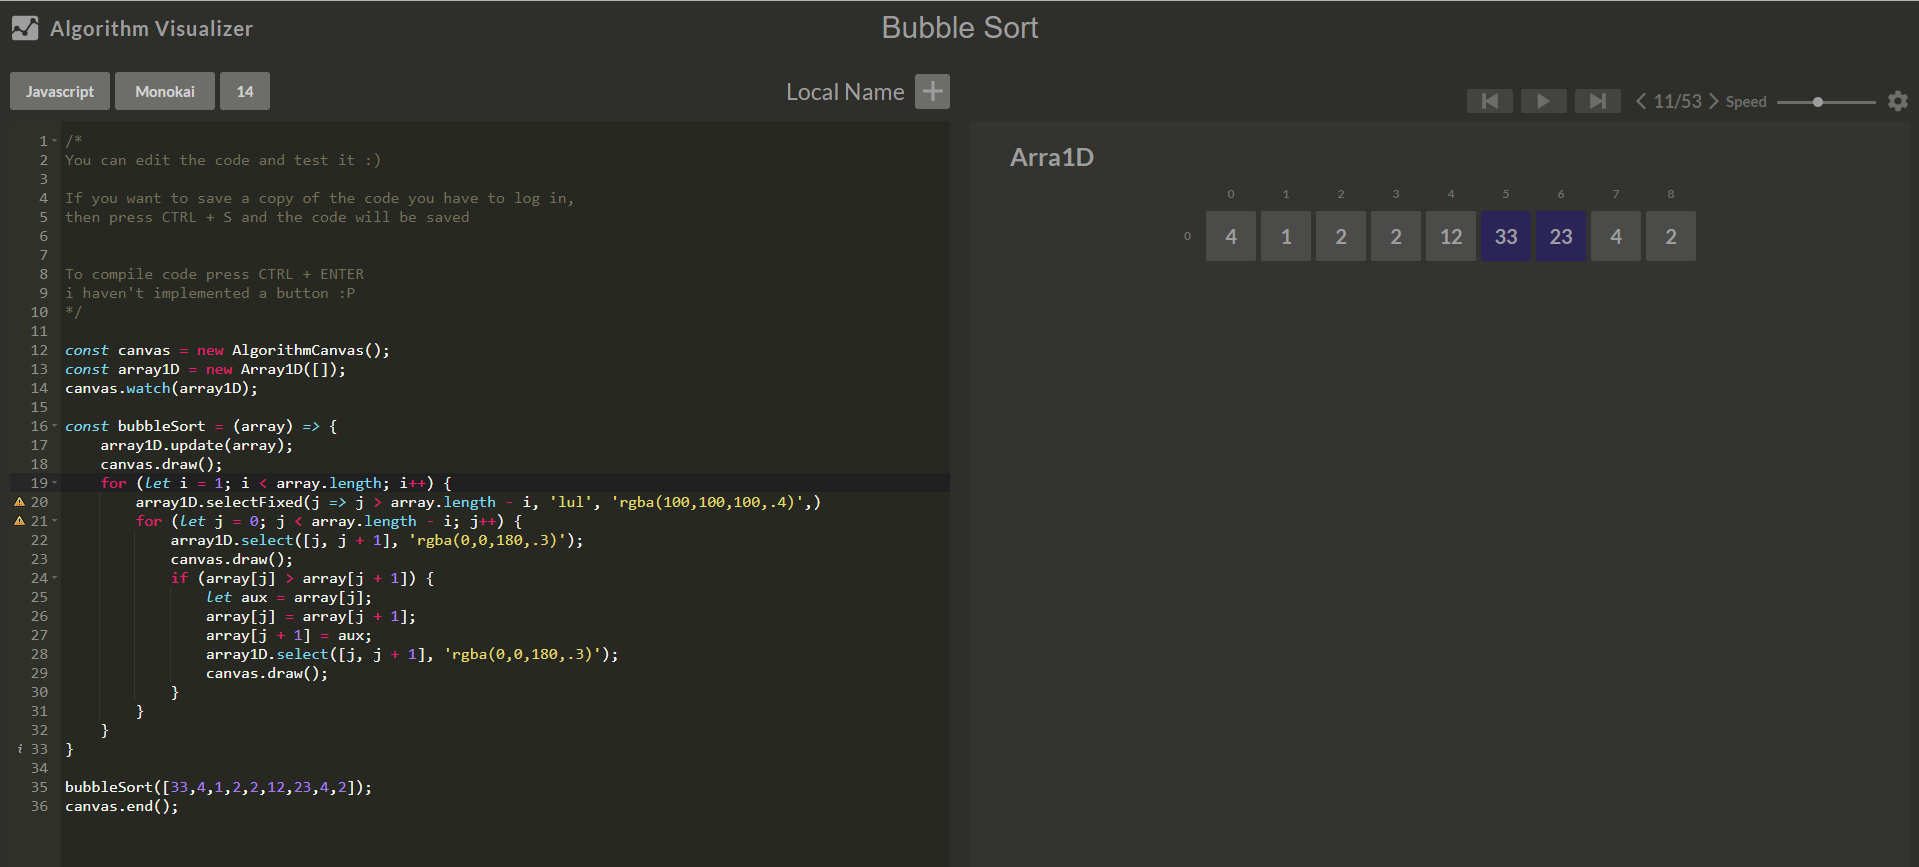 Algorithm Visualizer
Bubble Sort
Javascript Monokai 14
Local Name
11/53 Speed
1 /*
2 You can edit the code and test it :)
3
4 If you want to save a copy of the code you have to log in,
5 then press CTRL + S and the code will be saved
6
7
8 To compile code press CTRL + ENTER
9 i haven't implemented a button :P
10 */
11
12 const canvas = new AlgorithmCanvas();
13 const array1D = new Array1D([]);
14 canvas.watch(array1D);
15
16 const bubbleSort = (array) => {
17     array1D.update(array);
18     canvas.draw();
19     for (let i = 1; i < array.length; i++) {
20         array1D.selectFixed(j => j > array.length - i, 'lul', 'rgba(100,100,100,.4)',)
21         for (let j = 0; j < array.length - i; j++) {
22             array1D.select([j, j + 1], 'rgba(0,0,180,.3)');
23             canvas.draw();
24             if (array[j] > array[j + 1]) {
25                 let aux = array[j];
26                 array[j] = array[j + 1];
27                 array[j + 1] = aux;
28                 array1D.select([j, j + 1], 'rgba(0,0,180,.3)');
29                 canvas.draw();
30             }
31         }
32     }
i 33 }
34
35 bubbleSort([33,4,1,2,2,12,23,4,2]);
36 canvas.end();
Arra1D
0 1 2 3 4 5 6 7 8
0 4 1 2 2 12 33 23 4 2